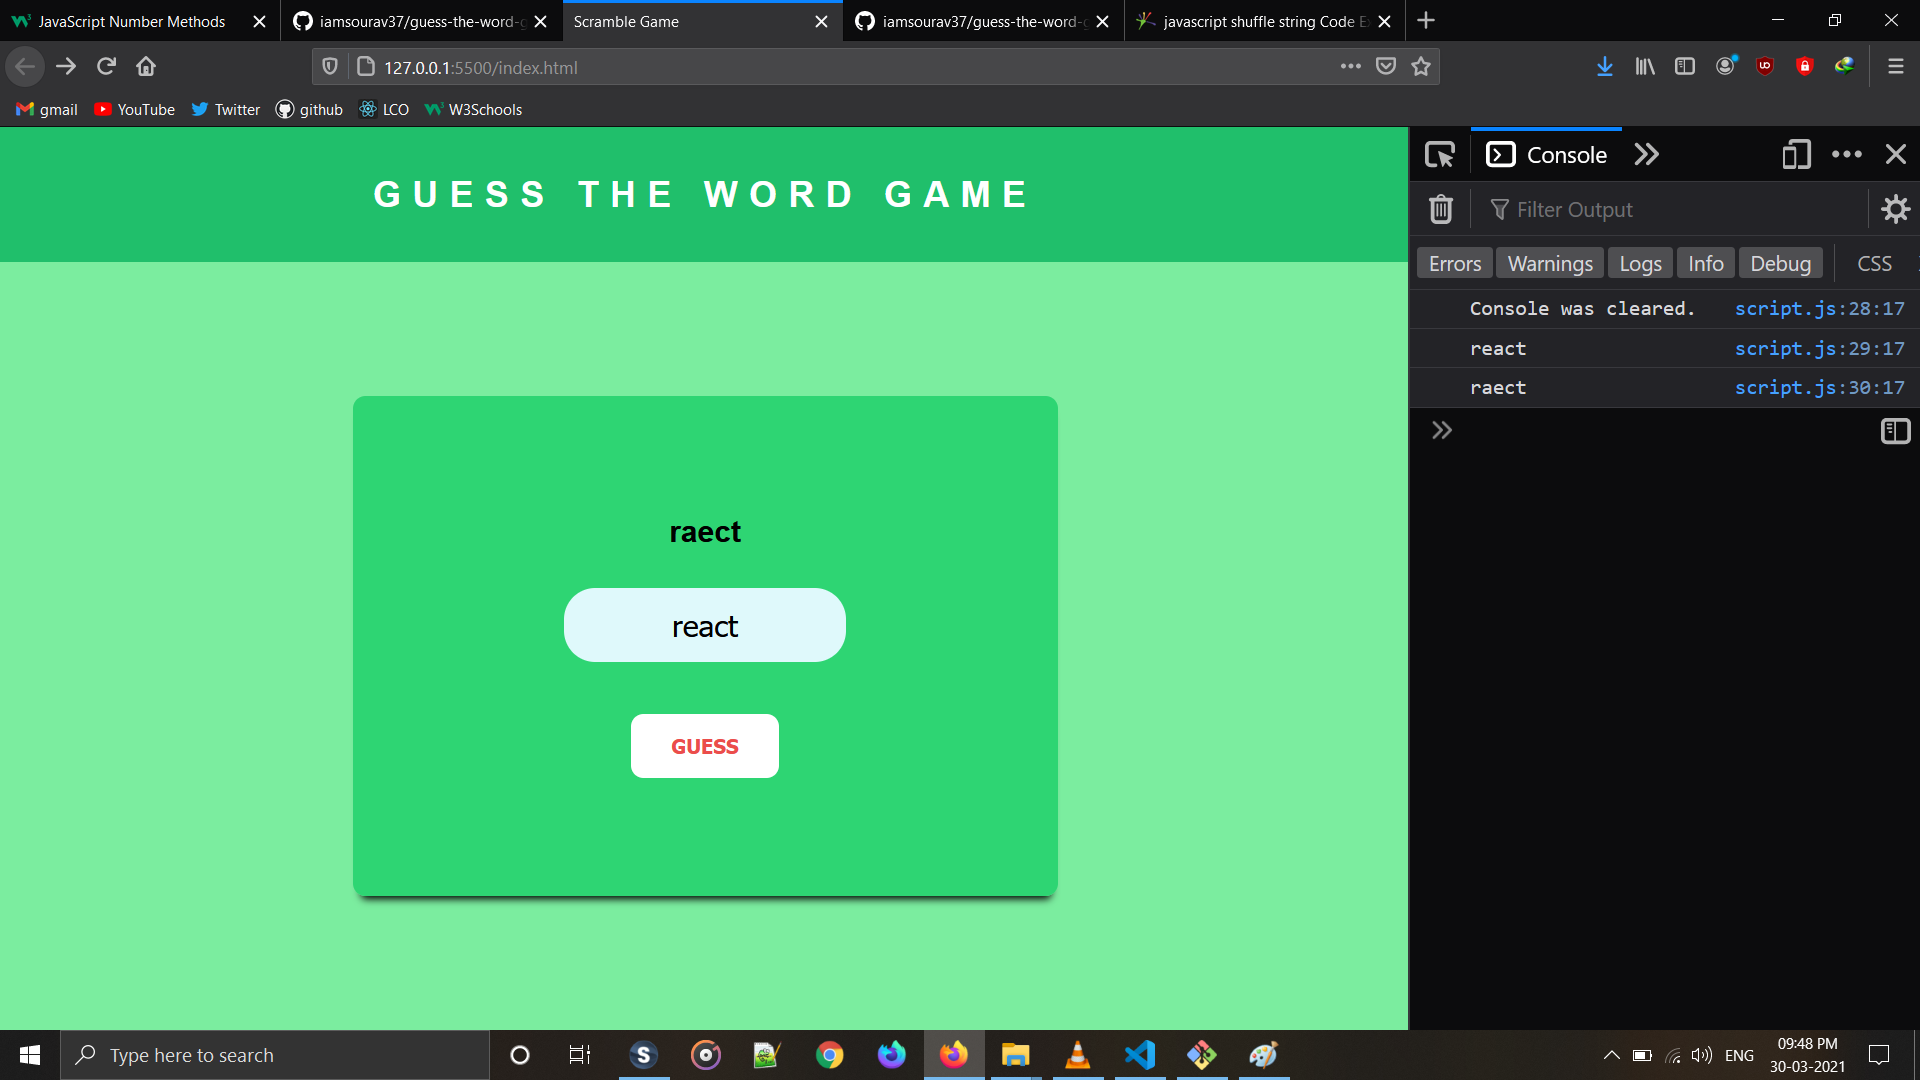 JavaScript Number Methods
iamsourav37/guess-the-word-g
Scramble Game
iamsourav37/guess-the-word-g
javascript shuffle string Code Ex
127.0.0.1:5500/index.html
gmail YouTube Twitter github LCO W3Schools
GUESS THE WORD GAME
raect
react
GUESS
Console
Filter Output
Errors Warnings Logs Info Debug CSS
Console was cleared. script.js:28:17
react script.js:29:17
raect script.js:30:17
Type here to search
ENG
09:48 PM
30-03-2021